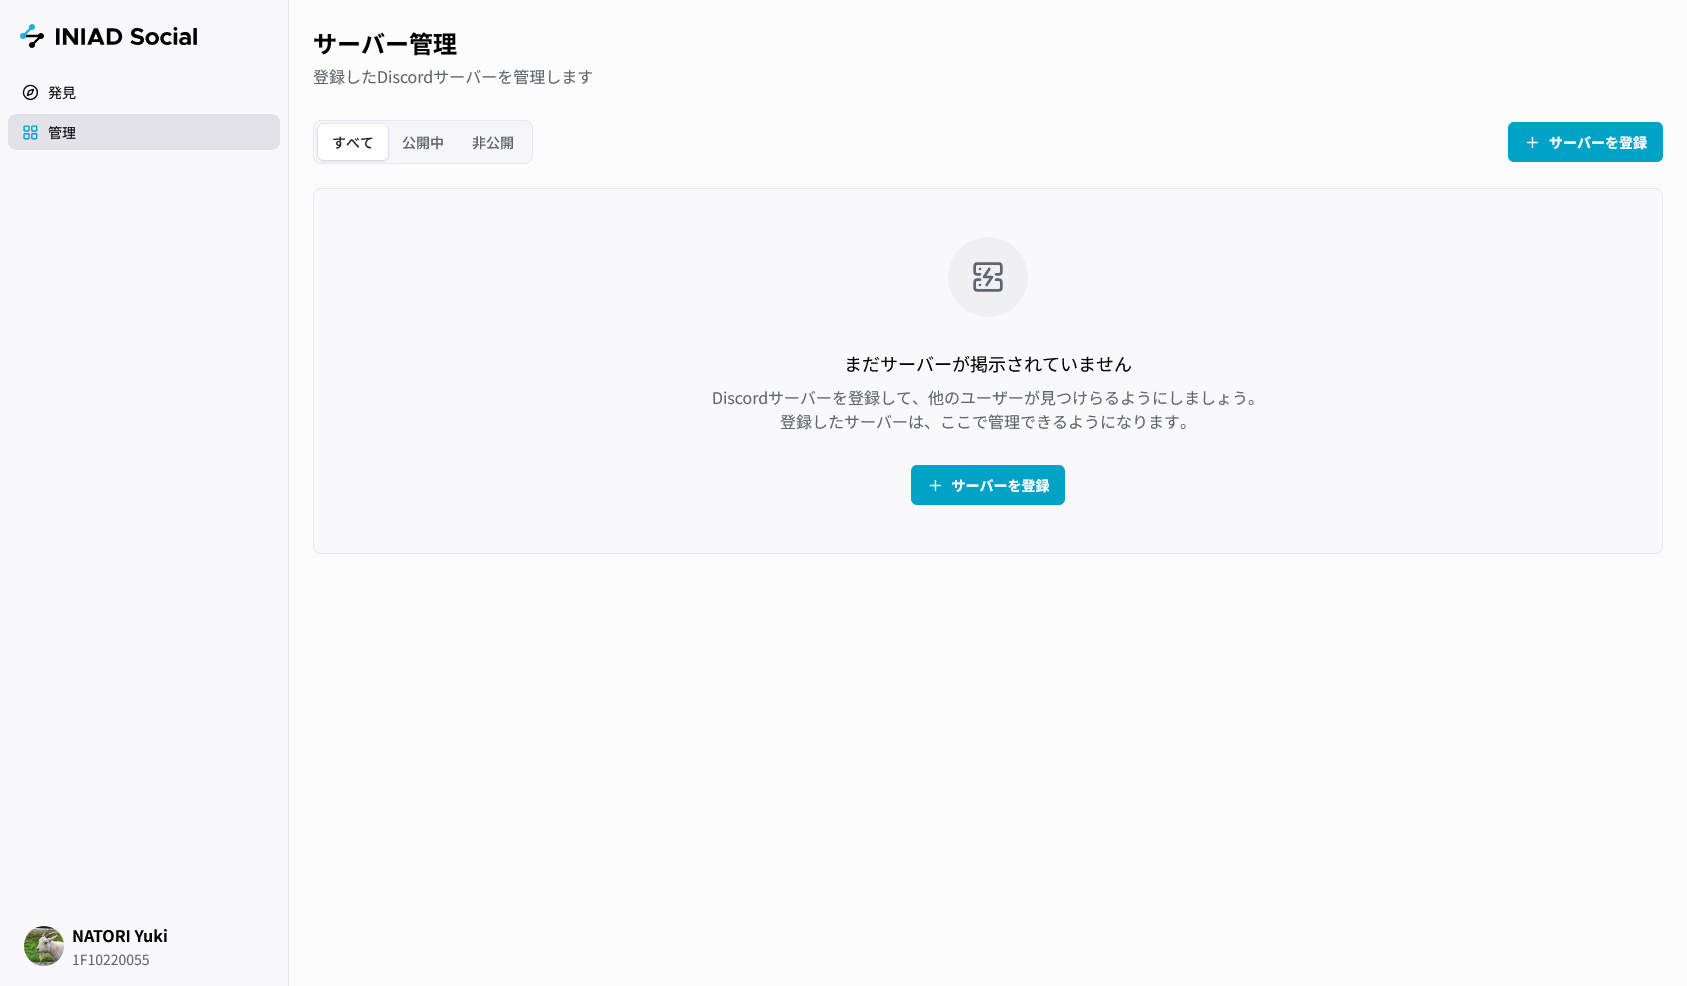 INIAD Social
発見
管理
サーバー管理
登録したDiscordサーバーを管理します
すべて
公開中
非公開
サーバーを登録
まだサーバーが掲示されていません
Discordサーバーを登録して、他のユーザーが見つけらるようにしましょう。
登録したサーバーは、ここで管理できるようになります。
サーバーを登録
NATORI Yuki
1F10220055